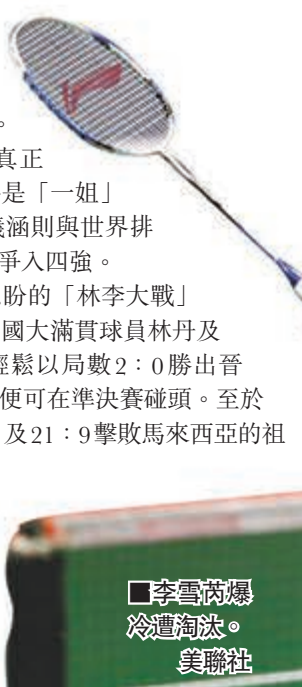 。
真正
是「一姐」
涵則與世界排
爭入四強。
盼的「林李大戰」
國大滿貫球員林丹及
輕鬆以局數2：0勝出晉
便可在準決賽碰頭。至於
及21：9擊敗馬來西亞的祖
■李雪芮爆
冷遭淘汰。
美聯社